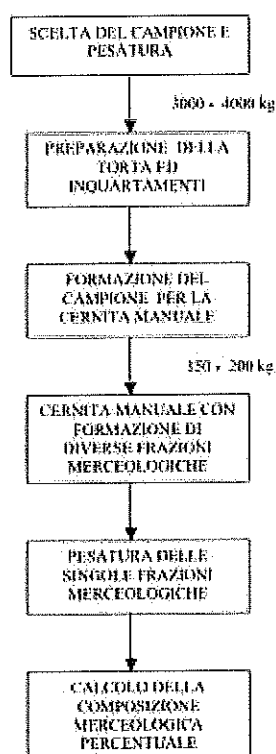 SCELTA DEL CAMPIONE E
PESATURA
3000 - 4000 kg
PREPARAZIONE DELLA
TORTA ED
INQUARTAMENTI
FORMAZIONE DEL
CAMPIONE PER LA
CERNITA MANUALE
150 - 200 kg
CERNITA MANUALE CON
FORMAZIONE DI
DIVERSE FRAZIONI
MERCEOLOGICHE
PESATURA DELLE
SINGOLE FRAZIONI
MERCEOLOGICHE
CALCOLO DELLA
COMPOSIZIONE
MERCEOLOGICA
PERCENTUALE